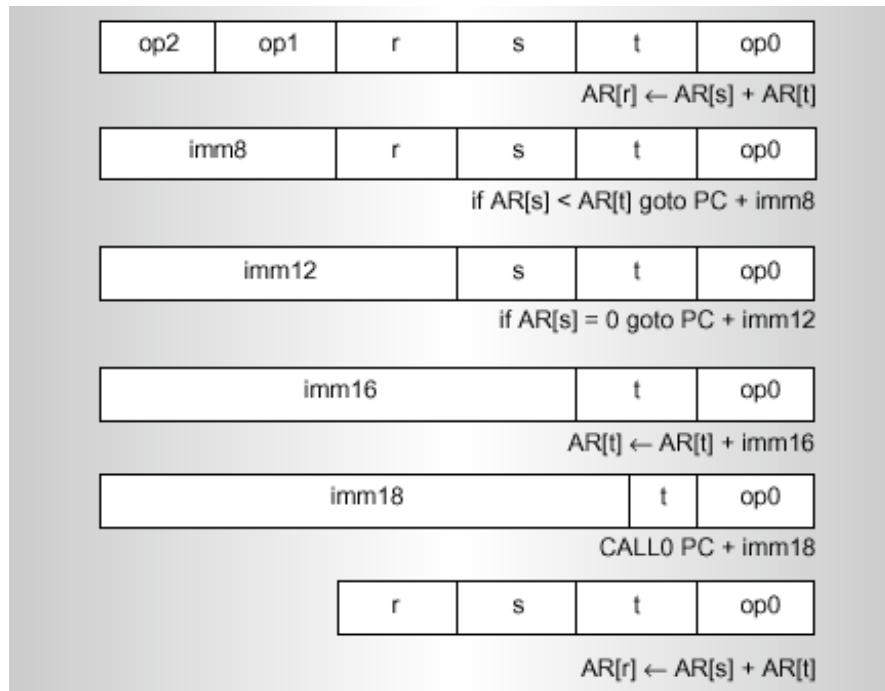 op2 op1 r s t op0
AR[r] ← AR[s] + AR[t]
imm8 r s t op0
if AR[s] < AR[t] goto PC + imm8
imm12 s t op0
if AR[s] = 0 goto PC + imm12
imm16 t op0
AR[t] ← AR[t] + imm16
imm18 t op0
CALL0 PC + imm18
r s t op0
AR[r] ← AR[s] + AR[t]